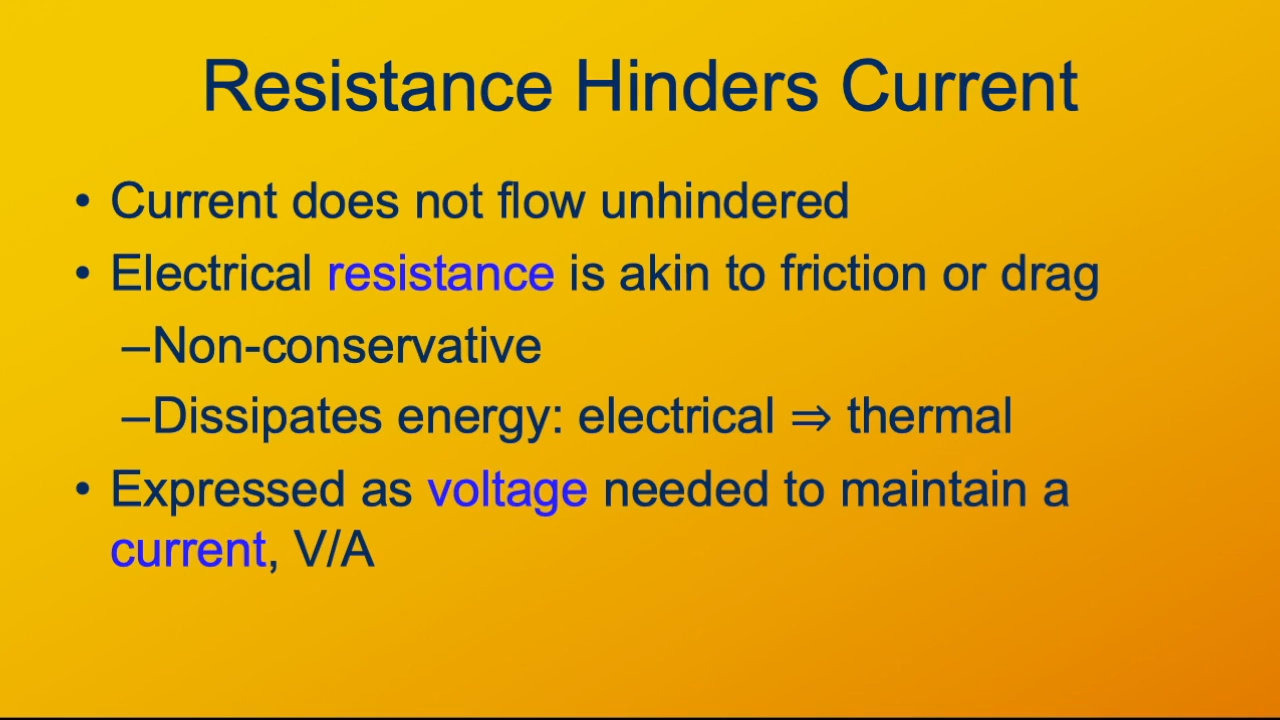 Resistance Hinders Current
• Current does not flow unhindered
• Electrical resistance is akin to friction or drag
–Non-conservative
–Dissipates energy: electrical ⇒ thermal
• Expressed as voltage needed to maintain a
current, V/A